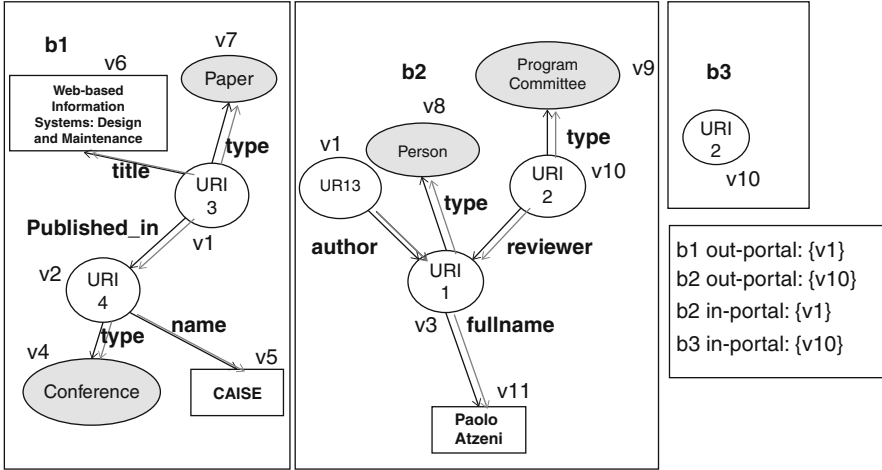 b1
v7
v6
Paper
Web-based
Information
Systems: Design
and Maintenance
type
title
URI
3
Published_in
v1
v2
URI
4
type
name
v4
v5
Conference
CAISE
b2
v9
Program
Committee
v8
v1
Person
type
UR13
URI
2
v10
type
author
reviewer
URI
1
v3
fullname
v11
Paolo
Atzeni
b3
URI
2
v10
b1 out-portal: {v1}
b2 out-portal: {v10}
b2 in-portal: {v1}
b3 in-portal: {v10}